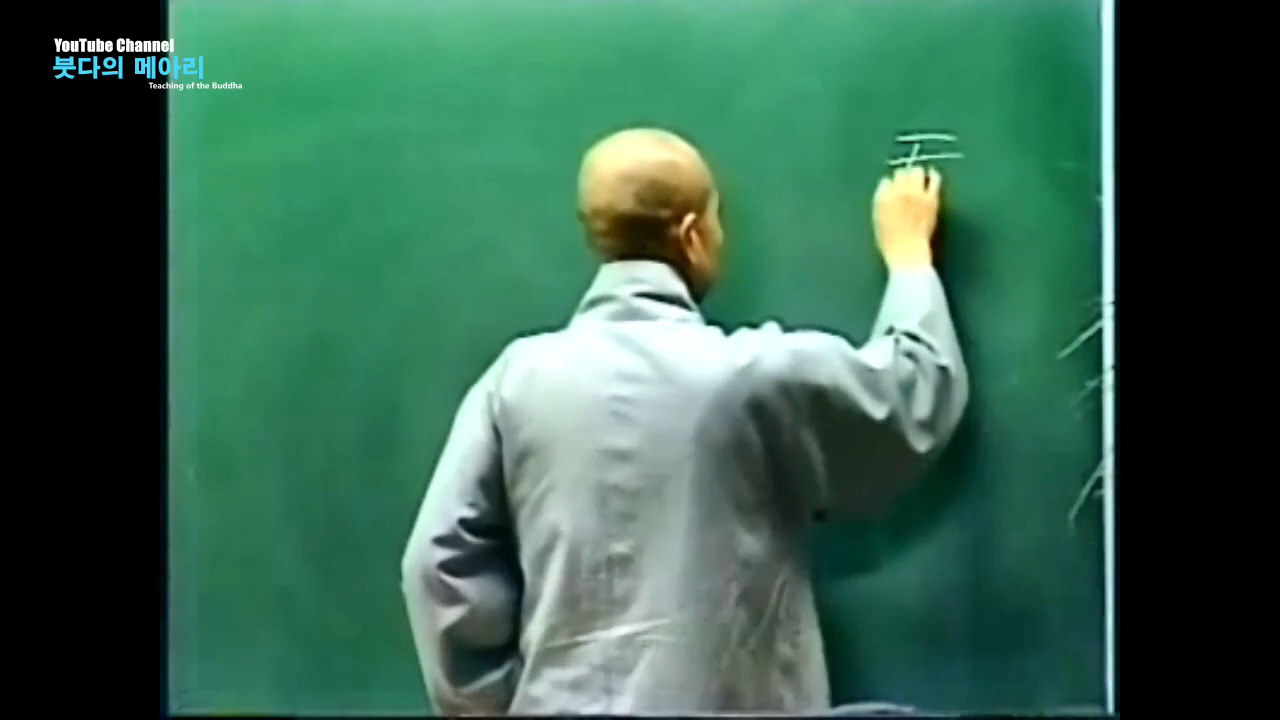 YouTube Channel
붓다의 메아리
Teaching of the Buddha